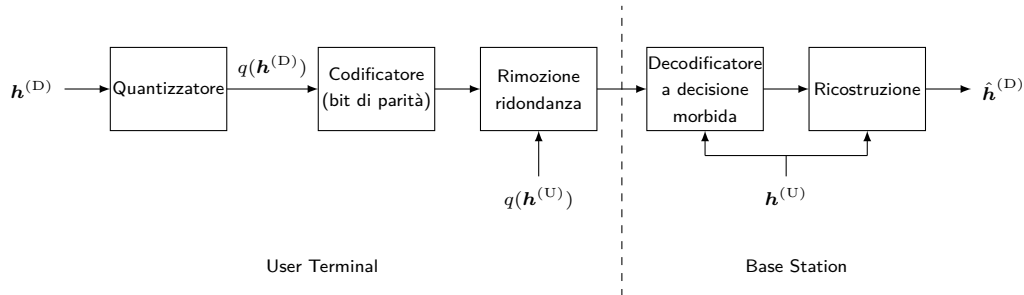 𝒉^(D)
Quantizzatore
q(𝒉^(D))
Codificatore
(bit di parità)
Rimozione
ridondanza
Decodificatore
a decisione
morbida
Ricostruzione
𝒉̂^(D)
q(𝒉^(U))
𝒉^(U)
User Terminal
Base Station